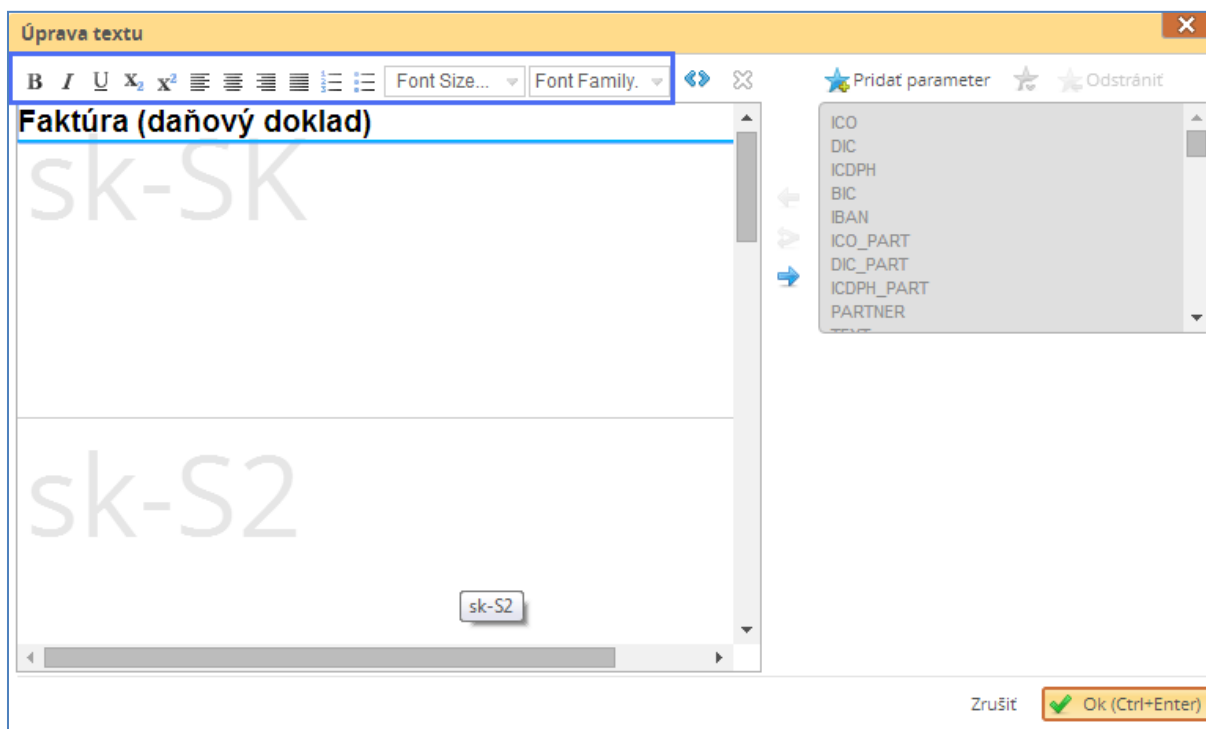 Úprava textu
B I U X₂ X² Font Size... Font Family.
Pridať parameter Odstrániť
Faktúra (daňový doklad)
sk-SK
sk-S2
sk-S2
ICO
DIC
ICDPH
BIC
IBAN
ICO_PART
DIC_PART
ICDPH_PART
PARTNER
TEXT
Zrušiť Ok (Ctrl+Enter)